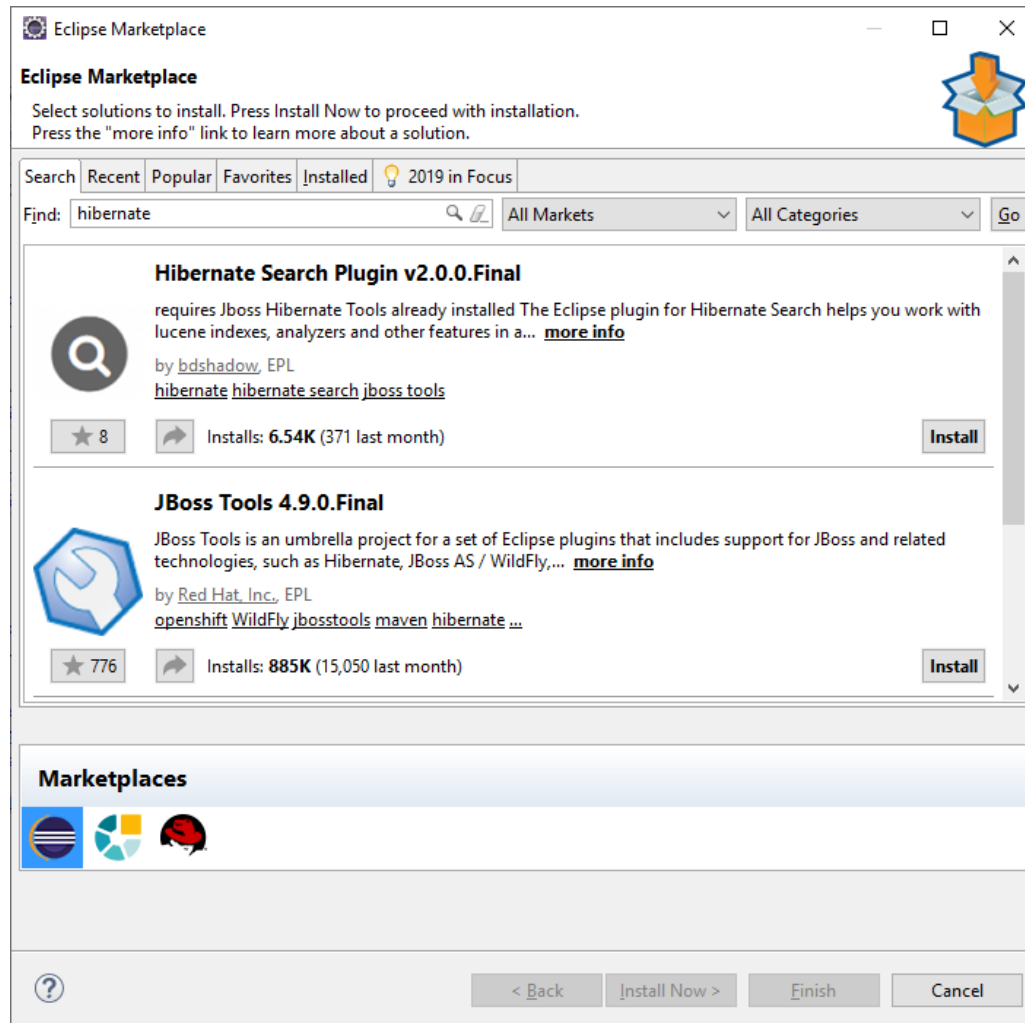 Eclipse Marketplace
Eclipse Marketplace
Select solutions to install. Press Install Now to proceed with installation.
Press the "more info" link to learn more about a solution.
Search Recent Popular Favorites Installed 2019 in Focus
Find: hibernate All Markets All Categories Go
Hibernate Search Plugin v2.0.0.Final
requires Jboss Hibernate Tools already installed The Eclipse plugin for Hibernate Search helps you work with
lucene indexes, analyzers and other features in a... more info
by bdshadow, EPL
hibernate hibernate search jboss tools
8 Installs: 6.54K (371 last month) Install
JBoss Tools 4.9.0.Final
JBoss Tools is an umbrella project for a set of Eclipse plugins that includes support for JBoss and related
technologies, such as Hibernate, JBoss AS / WildFly,... more info
by Red Hat, Inc., EPL
openshift WildFly jbosstools maven hibernate ...
776 Installs: 885K (15,050 last month) Install
Marketplaces
? < Back Install Now > Finish Cancel